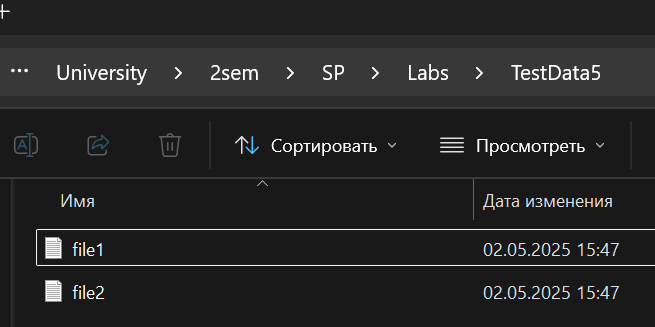 University > 2sem > SP > Labs > TestData5
Сортировать Просмотреть
Имя Дата изменения
file1 02.05.2025 15:47
file2 02.05.2025 15:47